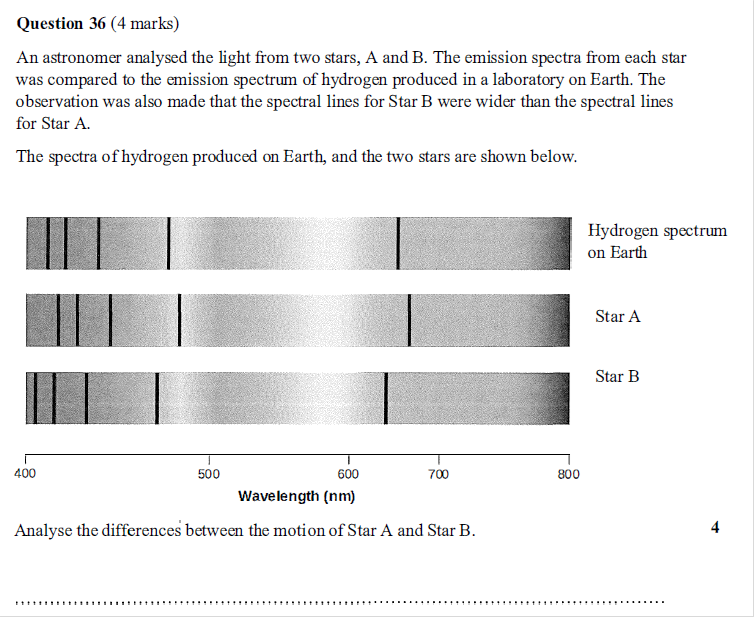 Question 36 (4 marks)
An astronomer analysed the light from two stars, A and B. The emission spectra from each star
was compared to the emission spectrum of hydrogen produced in a laboratory on Earth. The
observation was also made that the spectral lines for Star B were wider than the spectral lines
for Star A.
The spectra of hydrogen produced on Earth, and the two stars are shown below.
Hydrogen spectrum
on Earth
Star A
Star B
400 500 600 700 800
Wavelength (nm)
Analyse the differences between the motion of Star A and Star B. 4